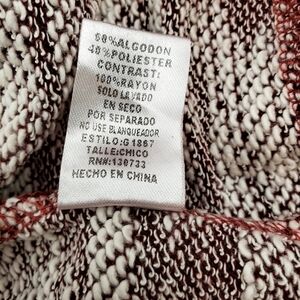 60%ALGODON
40%POLIESTER
CONTRAST:
100%RAYON
SOLO LAVADO
EN SECO
POR SEPARADO
NO USE BLANQUEADOR
ESTILO:G1867
TALLE:CHICO
RN#:130733
HECHO EN CHINA